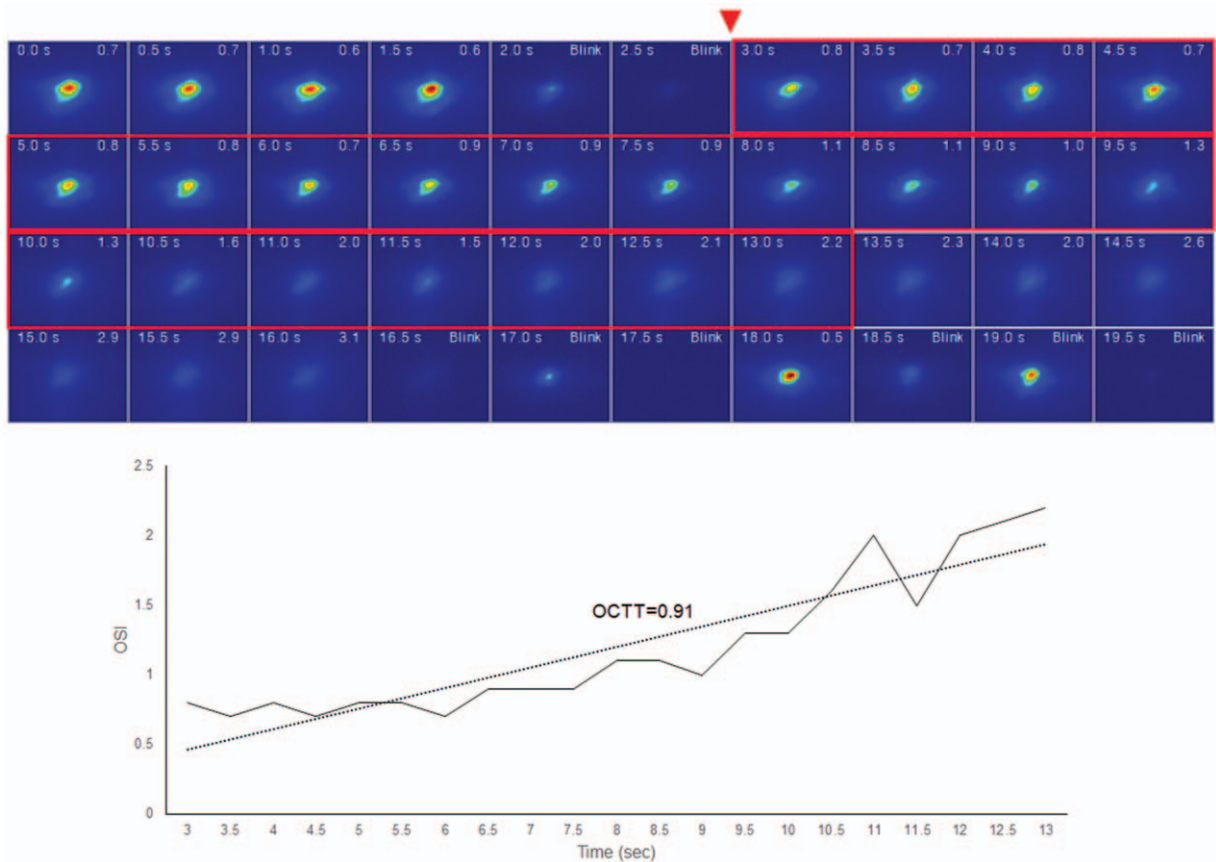 0.0 s 0.7 0.5 s 0.7 1.0 s 0.6 1.5 s 0.6 2.0 s Blink 2.5 s Blink 3.0 s 0.8 3.5 s 0.7 4.0 s 0.8 4.5 s 0.7
5.0 s 0.8 5.5 s 0.8 6.0 s 0.7 6.5 s 0.9 7.0 s 0.9 7.5 s 0.9 8.0 s 1.1 8.5 s 1.1 9.0 s 1.0 9.5 s 1.3
10.0 s 1.3 10.5 s 1.6 11.0 s 2.0 11.5 s 1.5 12.0 s 2.0 12.5 s 2.1 13.0 s 2.2 13.5 s 2.3 14.0 s 2.0 14.5 s 2.6
15.0 s 2.9 15.5 s 2.9 16.0 s 3.1 16.5 s Blink 17.0 s Blink 17.5 s Blink 18.0 s 0.5 18.5 s Blink 19.0 s Blink 19.5 s Blink
2.5
2
1.5
OCTT=0.91
OSI
1
0.5
0
3 3.5 4 4.5 5 5.5 6 6.5 7 7.5 8 8.5 9 9.5 10 10.5 11 11.5 12 12.5 13
Time (sec)